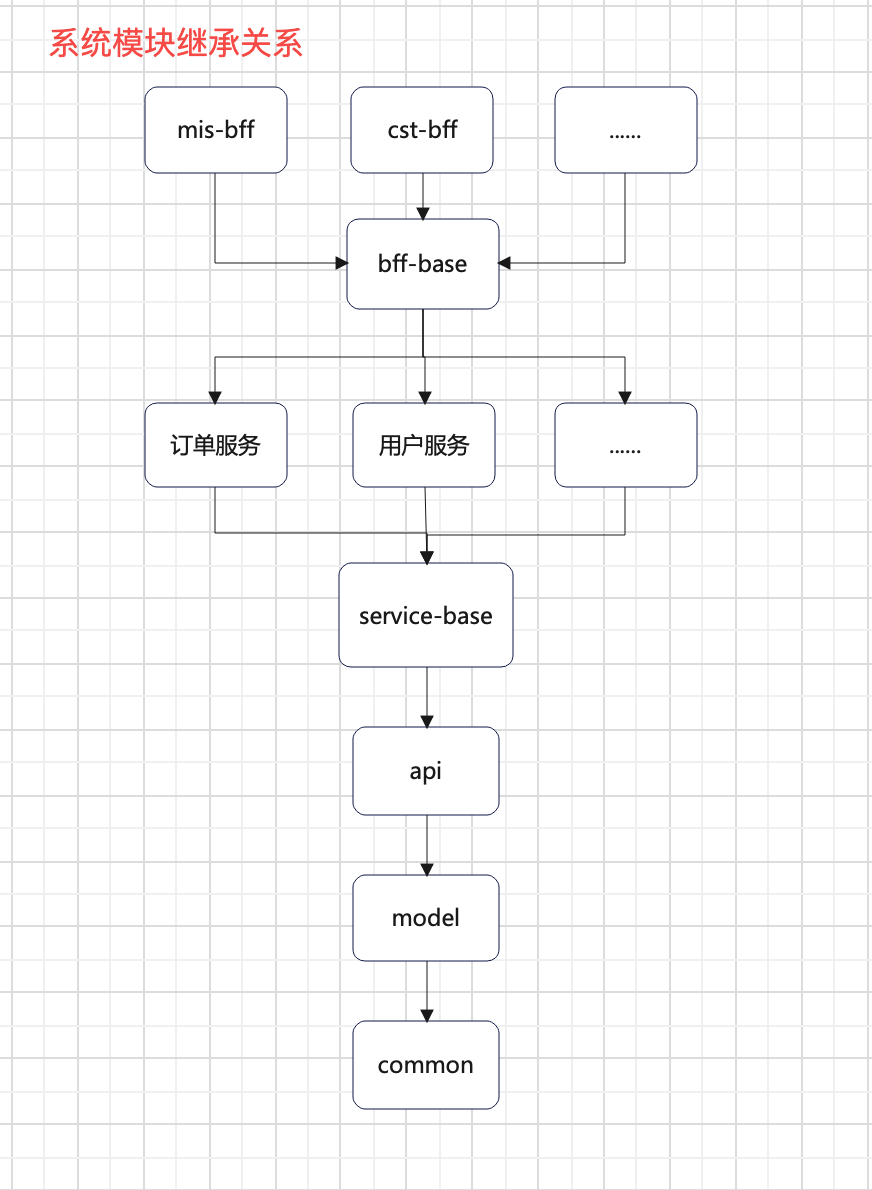 系统模块继承关系
mis-bff
cst-bff
......
bff-base
订单服务
用户服务
......
service-base
api
model
common